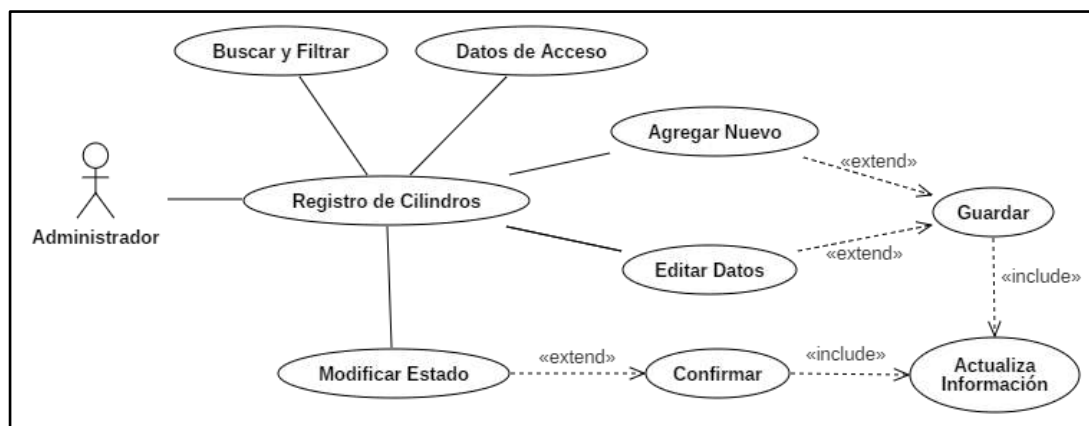 Buscar y Filtrar
Datos de Acceso
Agregar Nuevo
«extend»
Registro de Cilindros
Guardar
Administrador
Editar Datos
«extend»
«include»
Modificar Estado
«extend»
Confirmar
«include»
Actualiza
Información